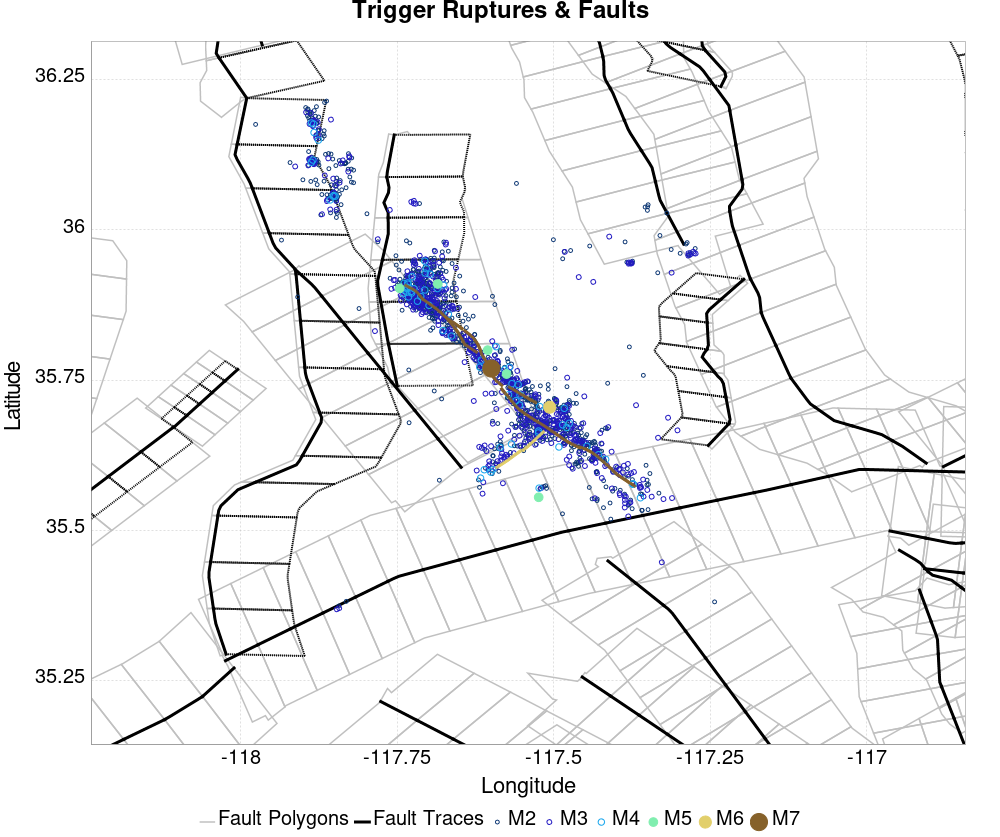 Trigger Ruptures & Faults
36.25
36
35.75
35.5
35.25
Latitude
-118
-117.75
-117.5
-117.25
-117
Longitude
Fault Polygons Fault Traces M2 M3 M4 M5 M6 M7